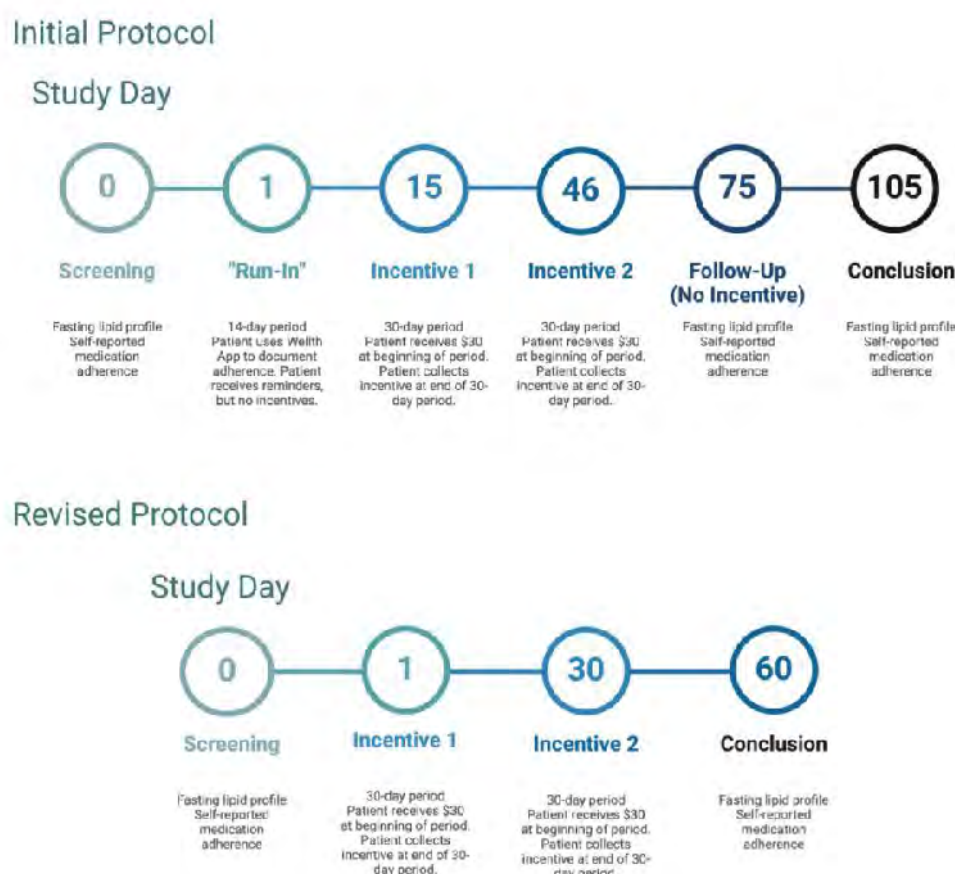 Initial Protocol
Study Day
0
1
15
46
75
105
Screening
"Run-In"
Incentive 1
Incentive 2
Follow-Up
(No Incentive)
Conclusion
Fasting lipid profile
Self-reported
medication
adherence
14-day period
Patient uses Wellth
App to document
adherence. Patient
receives reminders,
but no incentives.
30-day period
Patient receives $30
at beginning of period.
Patient collects
incentive at end of 30-
day period.
30-day period
Patient receives $30
at beginning of period.
Patient collects
incentive at end of 30-
day period.
Fasting lipid profile
Self-reported
medication
adherence
Fasting lipid profile
Self-reported
medication
adherence
Revised Protocol
Study Day
0
1
30
60
Screening
Incentive 1
Incentive 2
Conclusion
Fasting lipid profile
Self-reported
medication
adherence
30-day period
Patient receives $30
at beginning of period.
Patient collects
incentive at end of 30-
day period.
30-day period
Patient receives $30
at beginning of period.
Patient collects
incentive at end of 30-
day period
Fasting lipid profile
Self-reported
medication
adherence